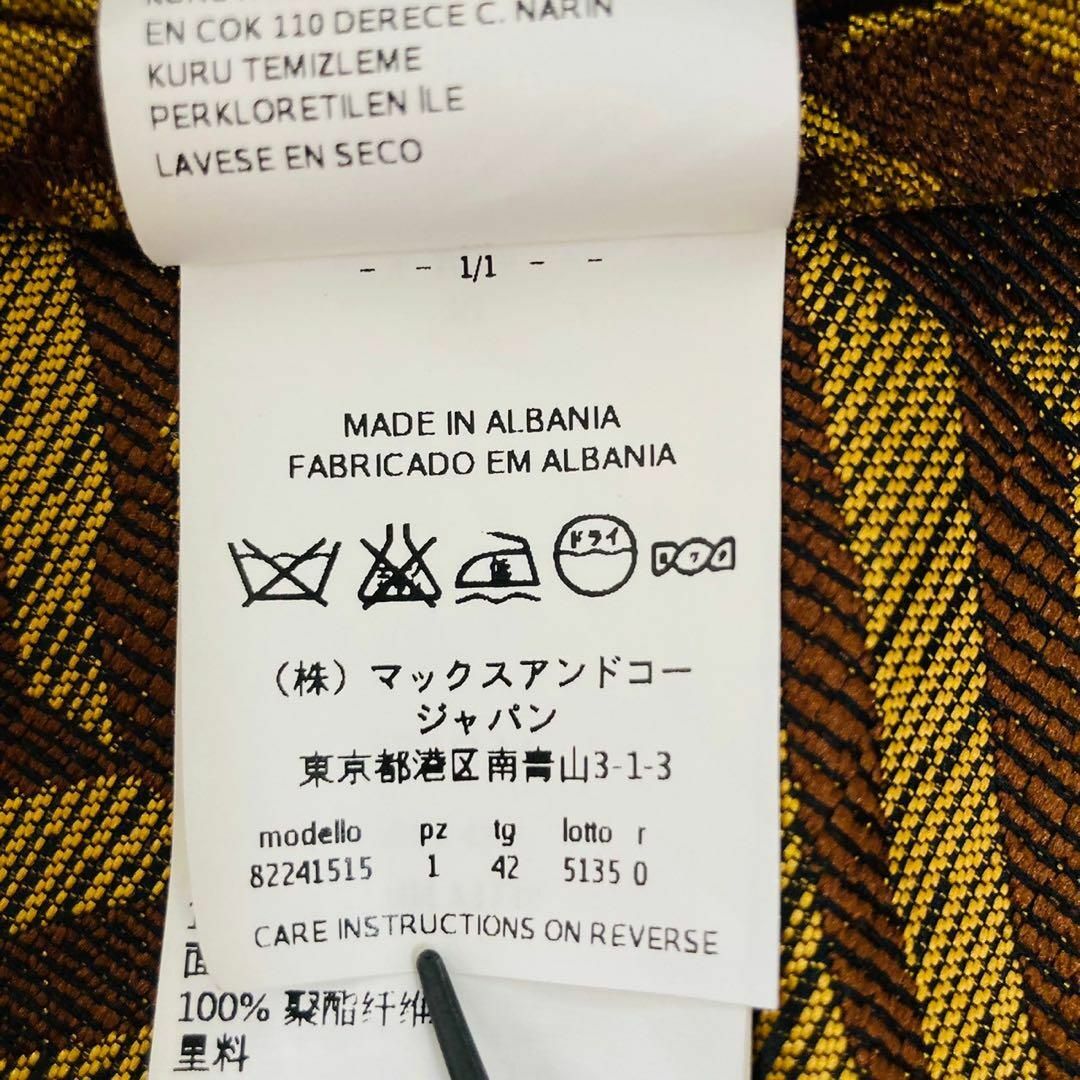 EN COK 110 DERECE C. NARIN
KURU TEMIZLEME
PERKLORETILEN İLE
LAVESE EN SECO
- - 1/1 - -
MADE IN ALBANIA
FABRICADO EM ALBANIA
低 ドライ
（株）マックスアンドコー
ジャパン
東京都港区南青山3-1-3
modello pz tg lotto r
82241515 1 42 5135 0
CARE INSTRUCTIONS ON REVERSE
100% 聚酯纤维
里料